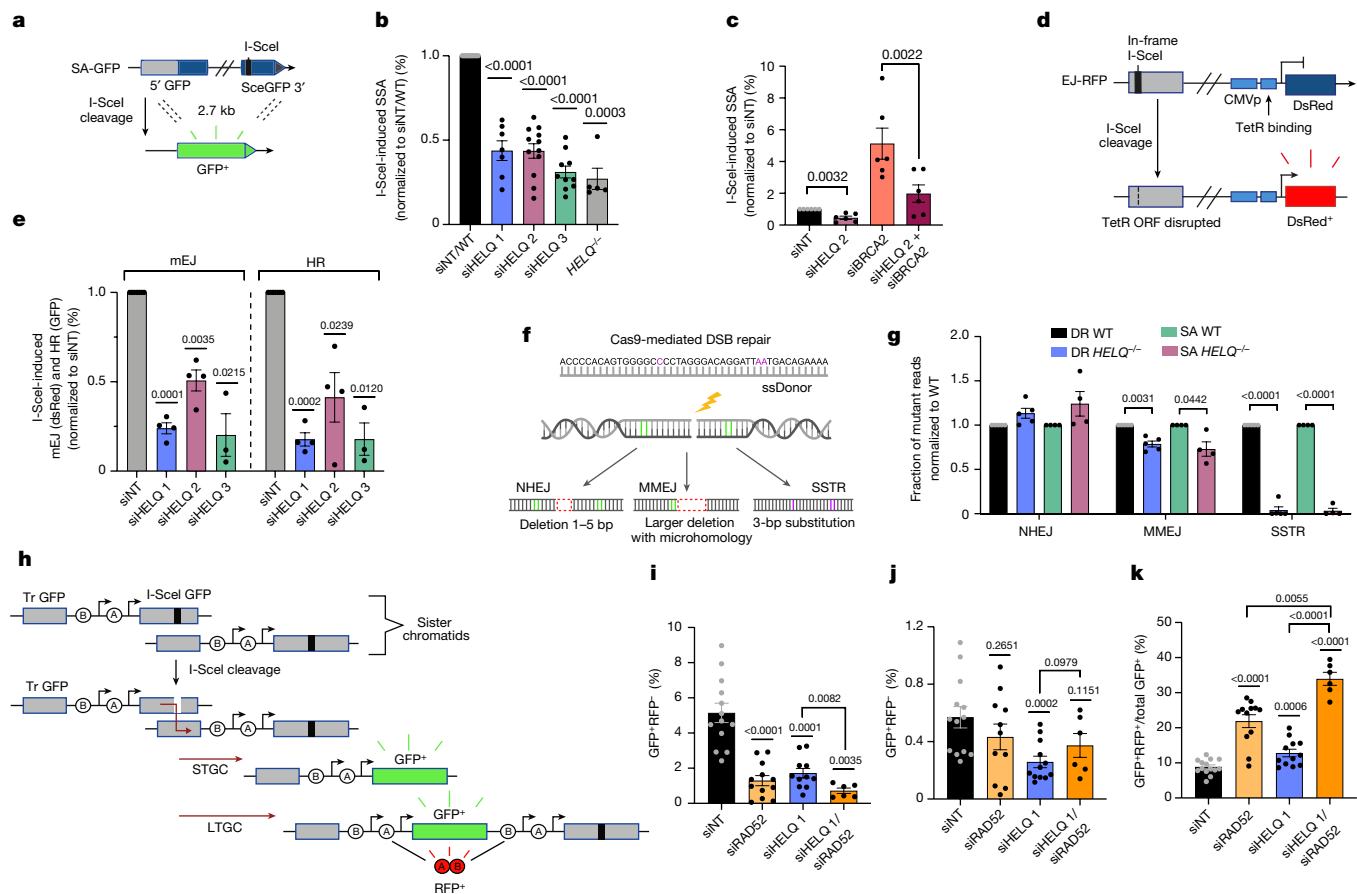 a
I-SceI
SA-GFP
5′ GFP
SceGFP 3′
I-SceI
cleavage
2.7 kb
GFP⁺
b
I-SceI-induced SSA
(normalized to siNT/WT) (%)
1.0
0.5
0
<0.0001
<0.0001
<0.0001
0.0003
siNT/WT
siHELQ 1
siHELQ 2
siHELQ 3
HELQ⁻/⁻
c
I-SceI-induced SSA
(normalized to siNT) (%)
10
8
6
4
2
0
0.0032
0.0022
siNT
siHELQ 2
siBRCA2
siHELQ 2 +
siBRCA2
d
In-frame
I-SceI
EJ-RFP
CMVp
DsRed
TetR binding
I-SceI
cleavage
TetR ORF disrupted
DsRed⁺
e
mEJ
HR
I-SceI-induced
mEJ (dsRed) and HR (GFP)
(normalized to siNT) (%)
1.0
0.5
0
0.0001
0.0035
0.0215
0.0002
0.0239
0.0120
siNT
siHELQ 1
siHELQ 2
siHELQ 3
siNT
siHELQ 1
siHELQ 2
siHELQ 3
f
Cas9-mediated DSB repair
ACCCCACAGTGGGGCCCCTAGGGACAGGATTAATGACAGAAAA
ssDonor
NHEJ
MMEJ
SSTR
Deletion 1–5 bp
Larger deletion
with microhomology
3-bp substitution
g
DR WT
SA WT
DR HELQ⁻/⁻
SA HELQ⁻/⁻
Fraction of mutant reads
normalized to WT
2.0
1.5
1.0
0.5
0
0.0031
0.0442
<0.0001
<0.0001
NHEJ
MMEJ
SSTR
h
Tr GFP
I-SceI GFP
B
A
B
A
Sister
chromatids
I-SceI cleavage
Tr GFP
B
A
B
A
STGC
GFP⁺
B
A
LTGC
GFP⁺
B
A
B
A
A
B
RFP⁺
i
GFP⁺RFP⁻ (%)
10
8
6
4
2
0
<0.0001
0.0001
0.0082
0.0035
siNT
siRAD52
siHELQ 1
siHELQ 1/
siRAD52
j
GFP⁺RFP⁻ (%)
1.2
0.8
0.4
0
0.2651
0.0002
0.0979
0.1151
siNT
siRAD52
siHELQ 1
siHELQ 1/
siRAD52
k
GFP⁺RFP⁺/total GFP⁺ (%)
50
40
30
20
10
0
0.0055
<0.0001
<0.0001
<0.0001
0.0006
siNT
siRAD52
siHELQ 1
siHELQ 1/
siRAD52